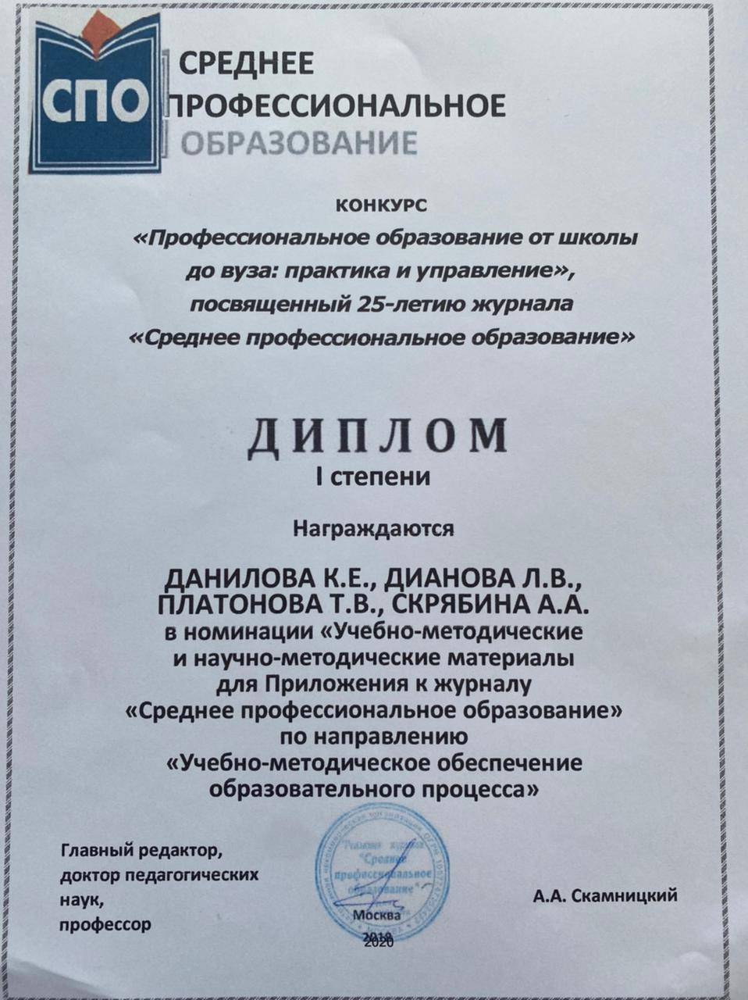 СПО
СРЕДНЕЕ
ПРОФЕССИОНАЛЬНОЕ
ОБРАЗОВАНИЕ
КОНКУРС
«Профессиональное образование от школы
до вуза: практика и управление»,
посвященный 25-летию журнала
«Среднее профессиональное образование»
ДИПЛОМ
I степени
Награждаются
ДАНИЛОВА К.Е., ДИАНОВА Л.В.,
ПЛАТОНОВА Т.В., СКРЯБИНА А.А.
в номинации «Учебно-методические
и научно-методические материалы
для Приложения к журналу
«Среднее профессиональное образование»
по направлению
«Учебно-методическое обеспечение
образовательного процесса»
Главный редактор,
доктор педагогических
наук,
профессор
"Редакция журнала
"Среднее
профессиональное
образование"
А.А. Скамницкий
Москва
2020